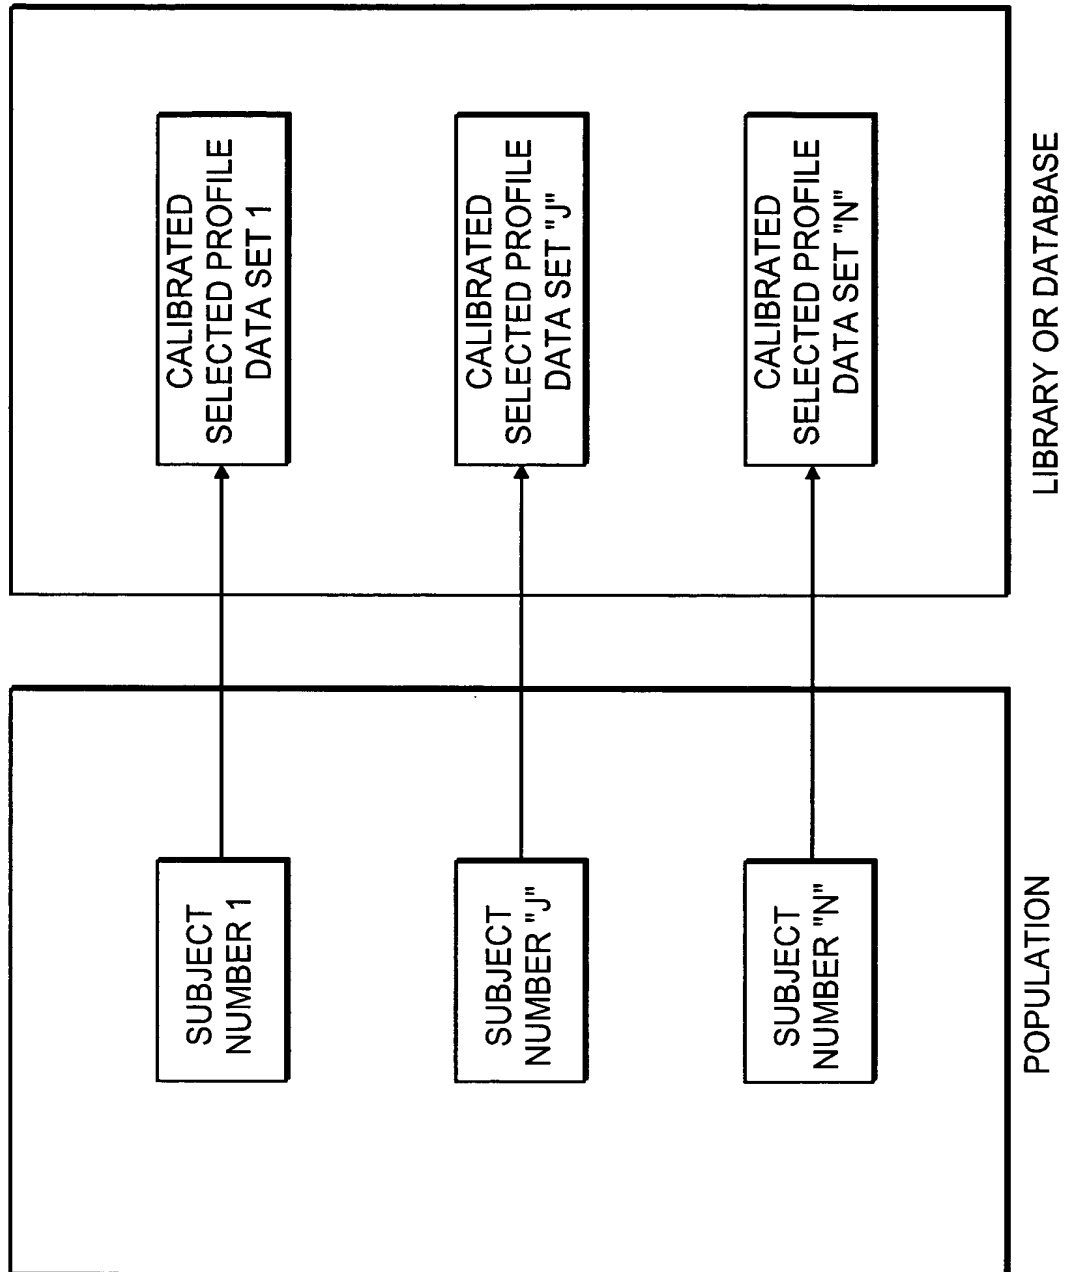 SUBJECT
NUMBER 1
CALIBRATED
SELECTED PROFILE
DATA SET 1
SUBJECT
NUMBER "J"
CALIBRATED
SELECTED PROFILE
DATA SET "J"
SUBJECT
NUMBER "N"
CALIBRATED
SELECTED PROFILE
DATA SET "N"
POPULATION
LIBRARY OR DATABASE